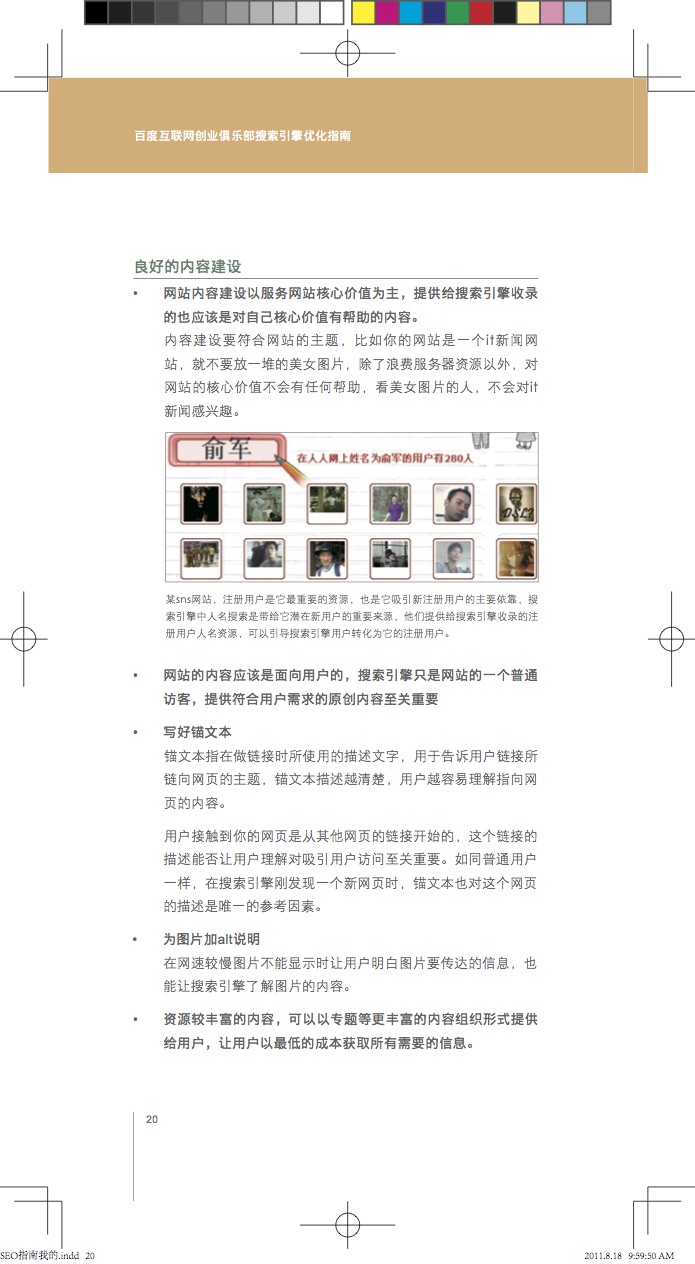 百度互联网创业俱乐部搜索引擎优化指南
良好的内容建设
• 网站内容建设以服务网站核心价值为主，提供给搜索引擎收录
的也应该是对自己核心价值有帮助的内容。
内容建设要符合网站的主题，比如你的网站是一个it新闻网
站，就不要放一堆的美女图片，除了浪费服务器资源以外，对
网站的核心价值不会有任何帮助，看美女图片的人，不会对it
新闻感兴趣。
俞军
在人人网上姓名为俞军的用户有280人
DSLR
某sns网站，注册用户是它最重要的资源，也是它吸引新注册用户的主要依靠，搜
索引擎中人名搜索是带给它潜在新用户的重要来源，他们提供给搜索引擎收录的注
册用户人名资源，可以引导搜索引擎用户转化为它的注册用户。
• 网站的内容应该是面向用户的，搜索引擎只是网站的一个普通
访客，提供符合用户需求的原创内容至关重要
• 写好锚文本
锚文本指在做链接时所使用的描述文字，用于告诉用户链接所
链向网页的主题，锚文本描述越清楚，用户越容易理解指向网
页的内容。
用户接触到你的网页是从其他网页的链接开始的，这个链接的
描述能否让用户理解对吸引用户访问至关重要。如同普通用户
一样，在搜索引擎刚发现一个新网页时，锚文本也对这个网页
的描述是唯一的参考因素。
• 为图片加alt说明
在网速较慢图片不能显示时让用户明白图片要传达的信息，也
能让搜索引擎了解图片的内容。
• 资源较丰富的内容，可以以专题等更丰富的内容组织形式提供
给用户，让用户以最低的成本获取所有需要的信息。
20
SEO指南我的.indd 20
2011.8.18 9:59:50 AM